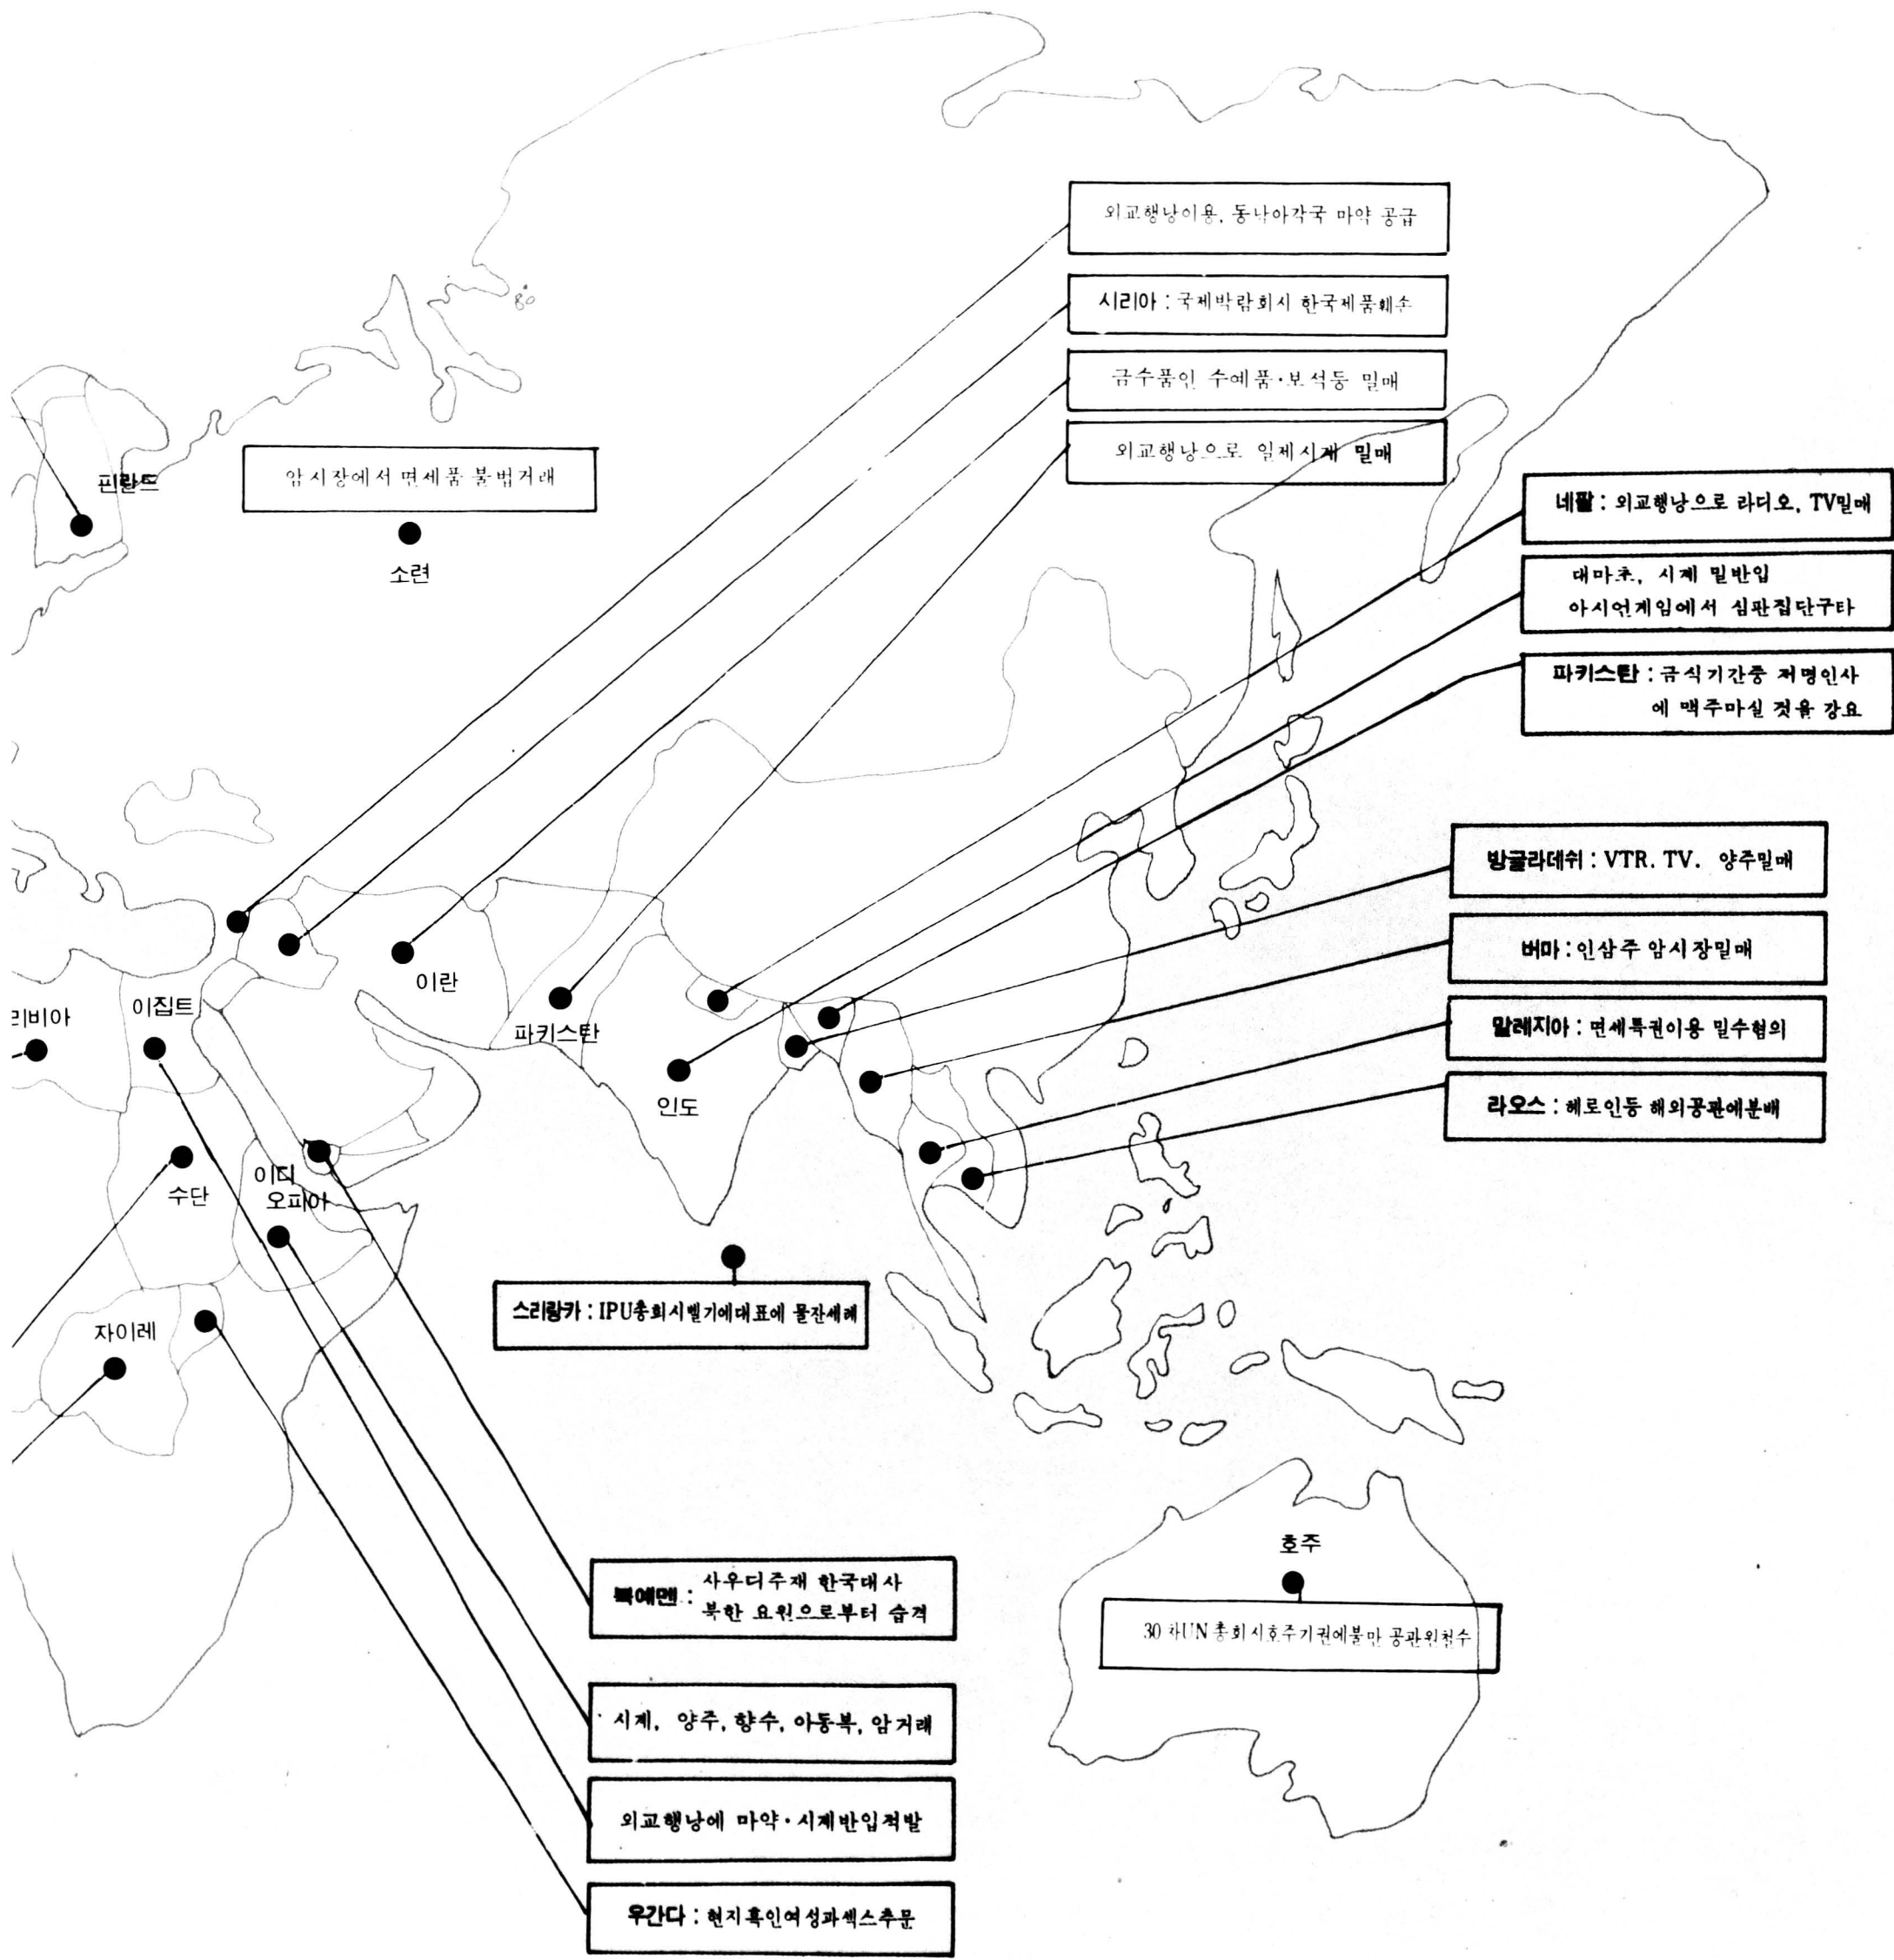 외교행낭이용, 동남아각국 마약 공급
시리아 : 국제박람회시 한국제품훼손
금수품인 수예품·보석등 밀매
외교행낭으로 일제시계 밀매
핀란드
암시장에서 면세품 불법거래
소련
네팔 : 외교행낭으로 라디오, TV밀매
대마초, 시계 밀반입
아시언게임에서 심판집단구타
파키스탄 : 금식기간중 저명인사
에 맥주마실 것을 강요
방글라데쉬 : VTR. TV. 양주밀매
버마 : 인삼주 암시장밀매
말레지아 : 면세특권이용 밀수혐의
라오스 : 헤로인등 해외공관에분배
이란
파키스탄
인도
리비아
이집트
수단
이디
오피아
자이레
스리랑카 : IPU총회시벨기에대표에 물잔세례
호주
30차UN총회시호주기권에불만 공관원철수
북예멘 : 사우디주재 한국대사
북한 요원으로부터 습격
시계, 양주, 향수, 아동복, 암거래
외교행낭에 마약·시계반입적발
우간다 : 현지흑인여성과섹스추문